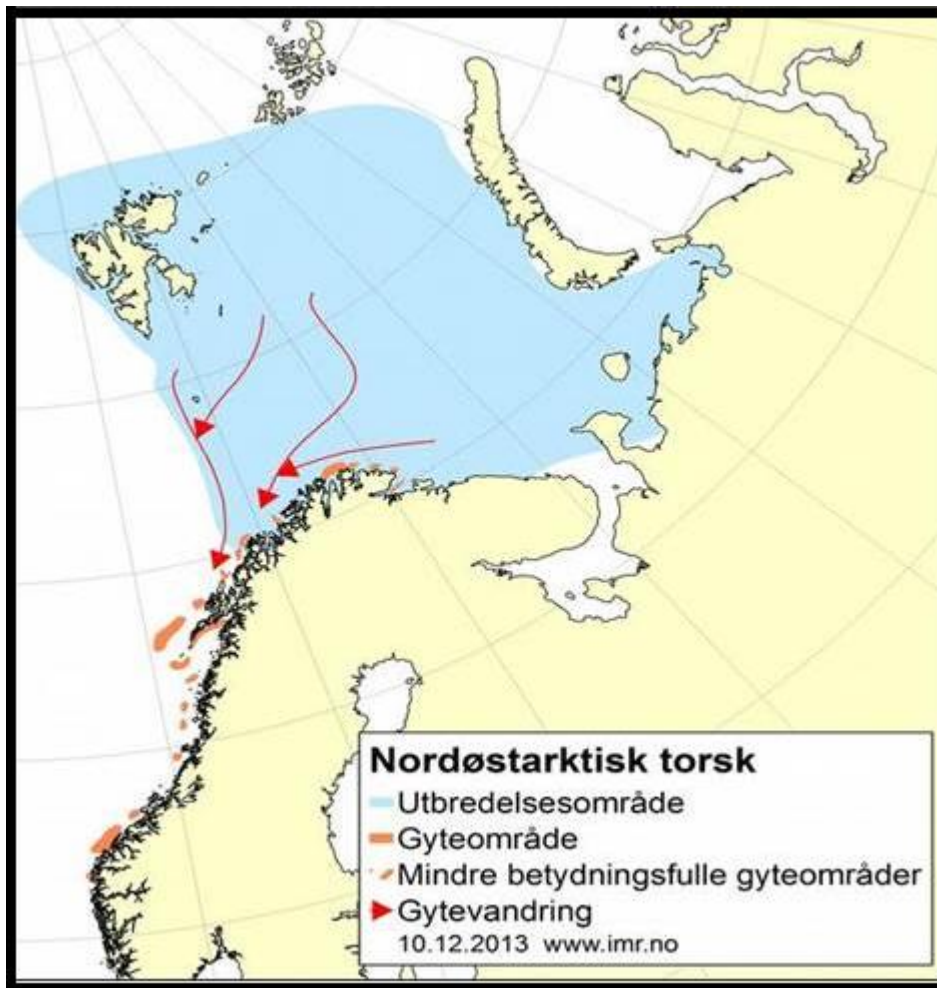 Nordøstarktisk torsk
Utbredelsesområde
Gyteområde
Mindre betydningsfulle gyteområder
Gytevandring
10.12.2013 www.imr.no